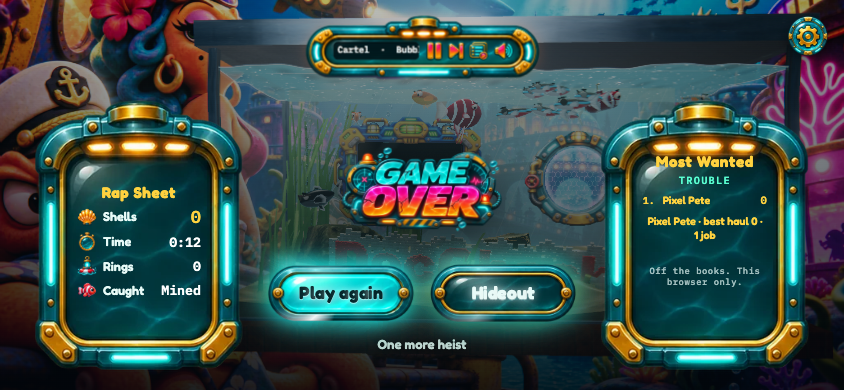 Cartel · Bubb
GAME
OVER
Rap Sheet
Shells 0
Time 0:12
Rings 0
Caught Mined
Most Wanted
TROUBLE
1. Pixel Pete 0
Pixel Pete · best haul 0 ·
1 job
Off the books. This
browser only.
Play again
Hideout
One more heist